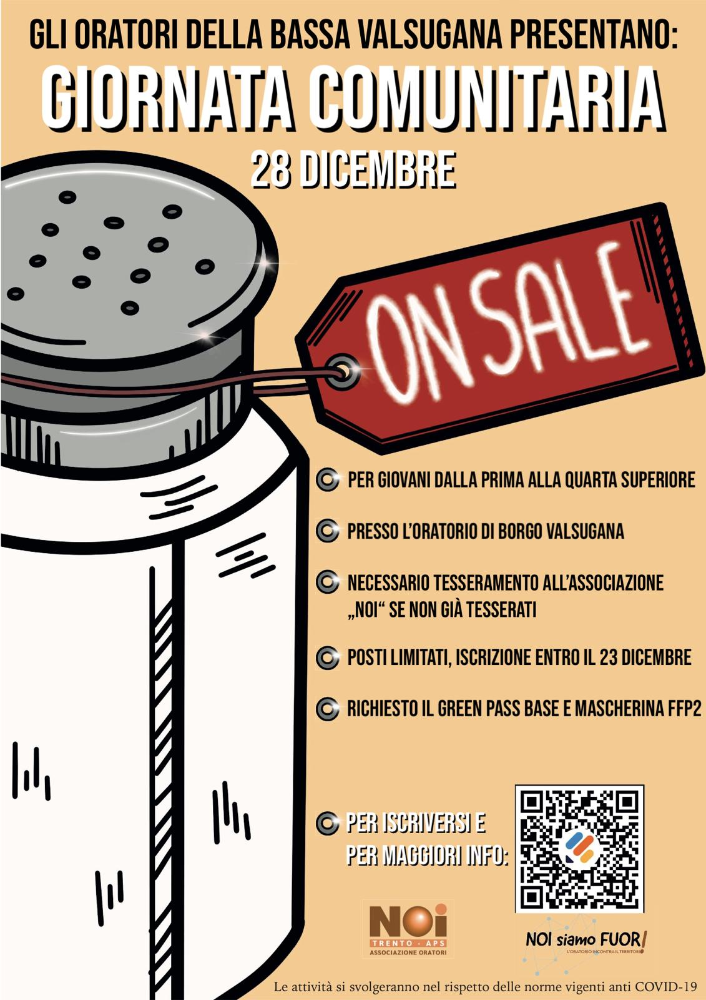 GLI ORATORI DELLA BASSA VALSUGANA PRESENTANO:
GIORNATA COMUNITARIA
28 DICEMBRE
ON SALE
PER GIOVANI DALLA PRIMA ALLA QUARTA SUPERIORE
PRESSO L'ORATORIO DI BORGO VALSUGANA
NECESSARIO TESSERAMENTO ALL'ASSOCIAZIONE
„NOI“ SE NON GIÀ TESSERATI
POSTI LIMITATI, ISCRIZIONE ENTRO IL 23 DICEMBRE
RICHIESTO IL GREEN PASS BASE E MASCHERINA FFP2
PER ISCRIVERSI E
PER MAGGIORI INFO:
NOi
TRENTO · APS
ASSOCIAZIONE ORATORI
NOI siamo FUORI!
L'ORATORIO INCONTRA IL TERRITORIO
Le attività si svolgeranno nel rispetto delle norme vigenti anti COVID-19